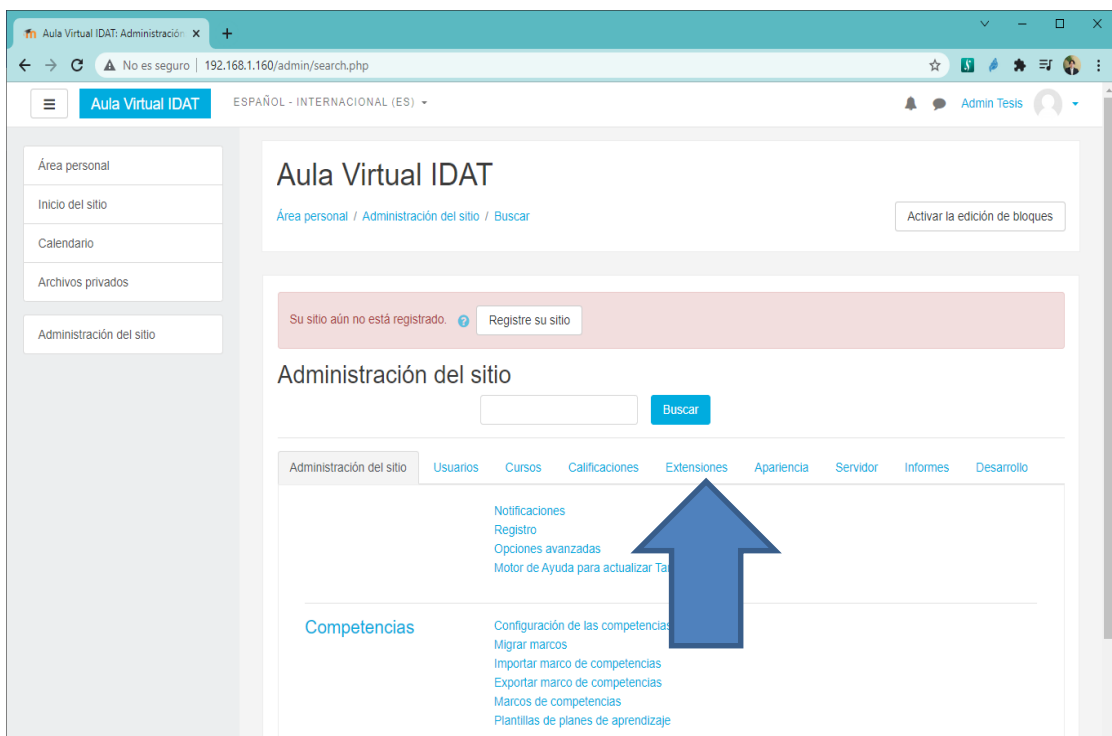 Aula Virtual IDAT: Administración
No es seguro | 192.168.1.160/admin/search.php
Aula Virtual IDAT ESPAÑOL - INTERNACIONAL (ES) Admin Tesis
Área personal
Inicio del sitio
Calendario
Archivos privados
Administración del sitio
Aula Virtual IDAT
Área personal / Administración del sitio / Buscar
Activar la edición de bloques
Su sitio aún no está registrado. Registre su sitio
Administración del sitio
Buscar
Administración del sitio Usuarios Cursos Calificaciones Extensiones Apariencia Servidor Informes Desarrollo
Notificaciones
Registro
Opciones avanzadas
Motor de Ayuda para actualizar
Competencias
Configuración de las competencias
Migrar marcos
Importar marco de competencias
Exportar marco de competencias
Marcos de competencias
Plantillas de planes de aprendizaje